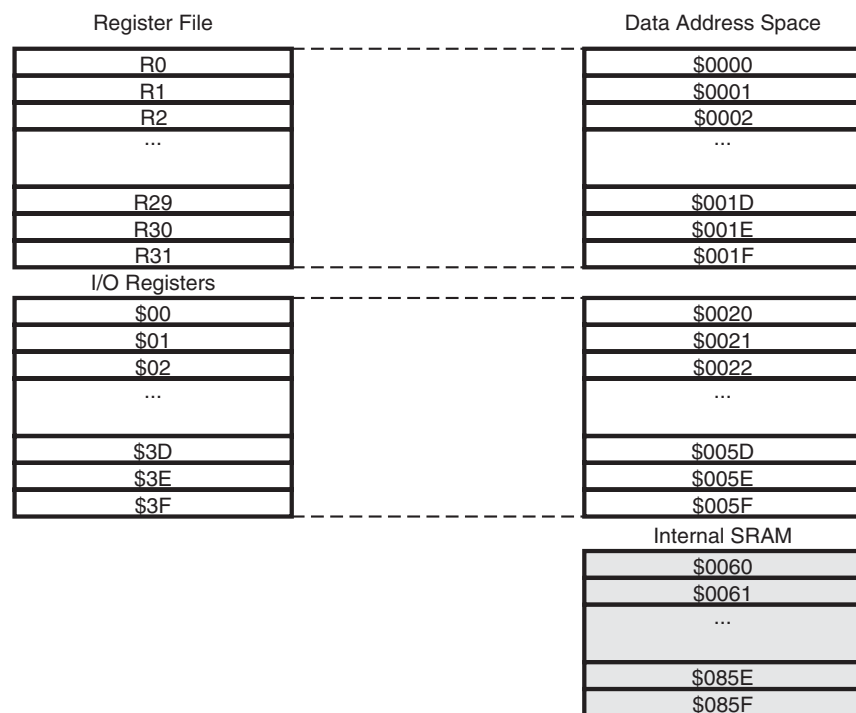 Register File
Data Address Space
R0
$0000
R1
$0001
R2
$0002
...
...
R29
$001D
R30
$001E
R31
$001F
I/O Registers
$00
$0020
$01
$0021
$02
$0022
...
...
$3D
$005D
$3E
$005E
$3F
$005F
Internal SRAM
$0060
$0061
...
$085E
$085F